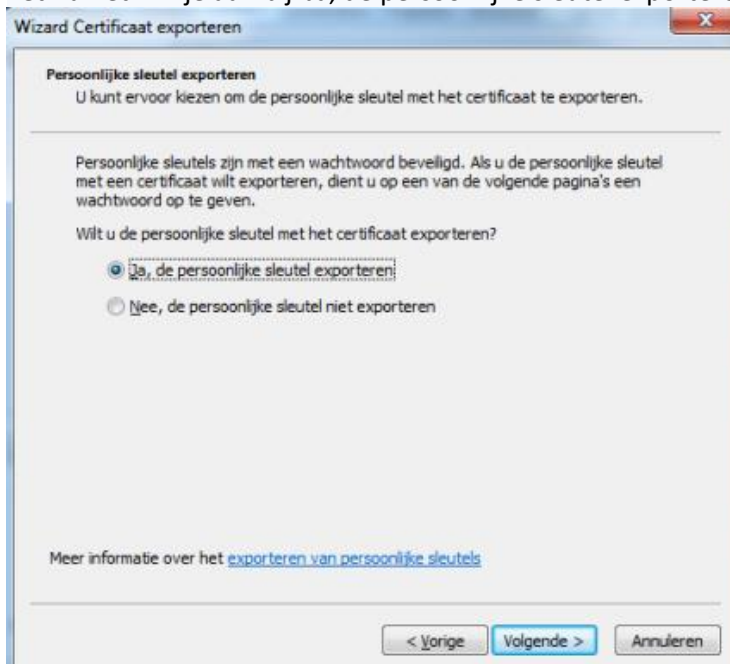 Wizard Certificaat exporteren
Persoonlijke sleutel exporteren
U kunt ervoor kiezen om de persoonlijke sleutel met het certificaat te exporteren.
Persoonlijke sleutels zijn met een wachtwoord beveiligd. Als u de persoonlijke sleutel
met een certificaat wilt exporteren, dient u op een van de volgende pagina's een
wachtwoord op te geven.
Wilt u de persoonlijke sleutel met het certificaat exporteren?
Ja, de persoonlijke sleutel exporteren
Nee, de persoonlijke sleutel niet exporteren
Meer informatie over het exporteren van persoonlijke sleutels
< Vorige Volgende > Annuleren